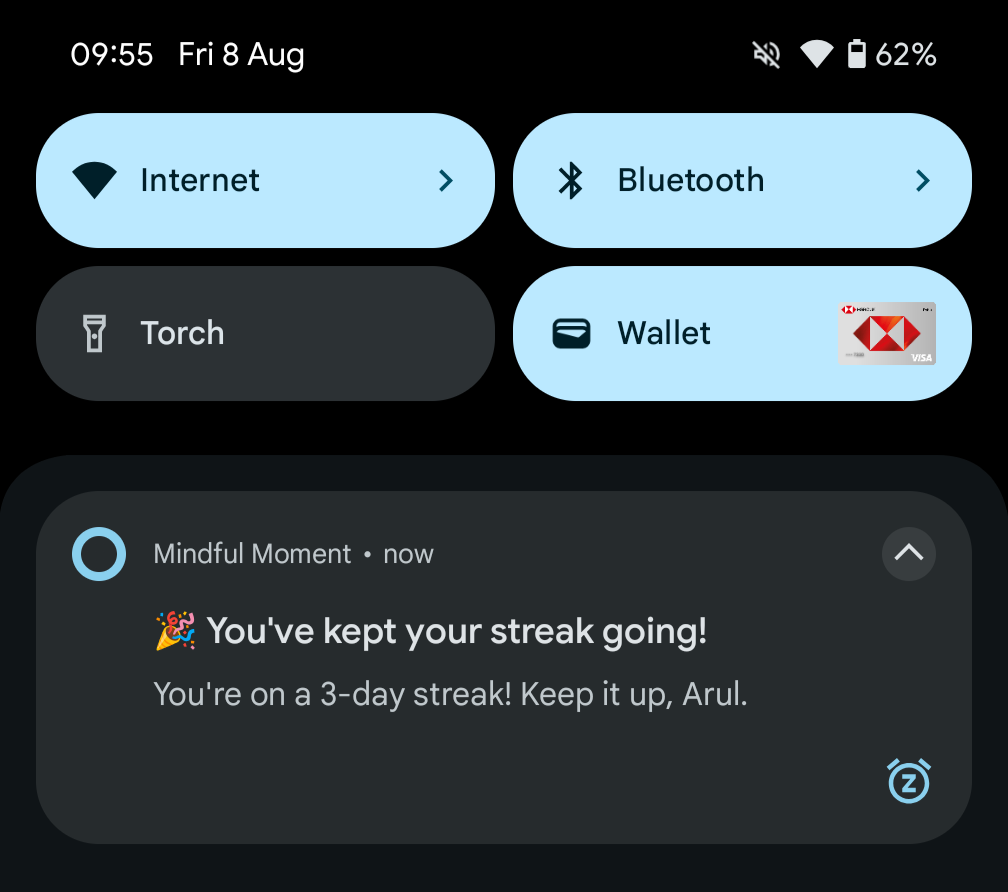 09:55 Fri 8 Aug 62%
Internet Bluetooth
Torch Wallet
VISA
Mindful Moment • now
🎉 You've kept your streak going!
You're on a 3-day streak! Keep it up, Arul.
z